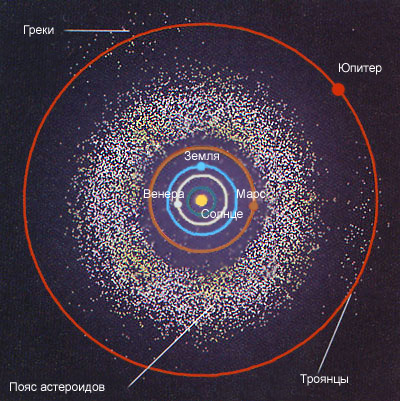 Греки
Юпитер
Земля
Венера
Марс
Солнце
Троянцы
Пояс астероидов